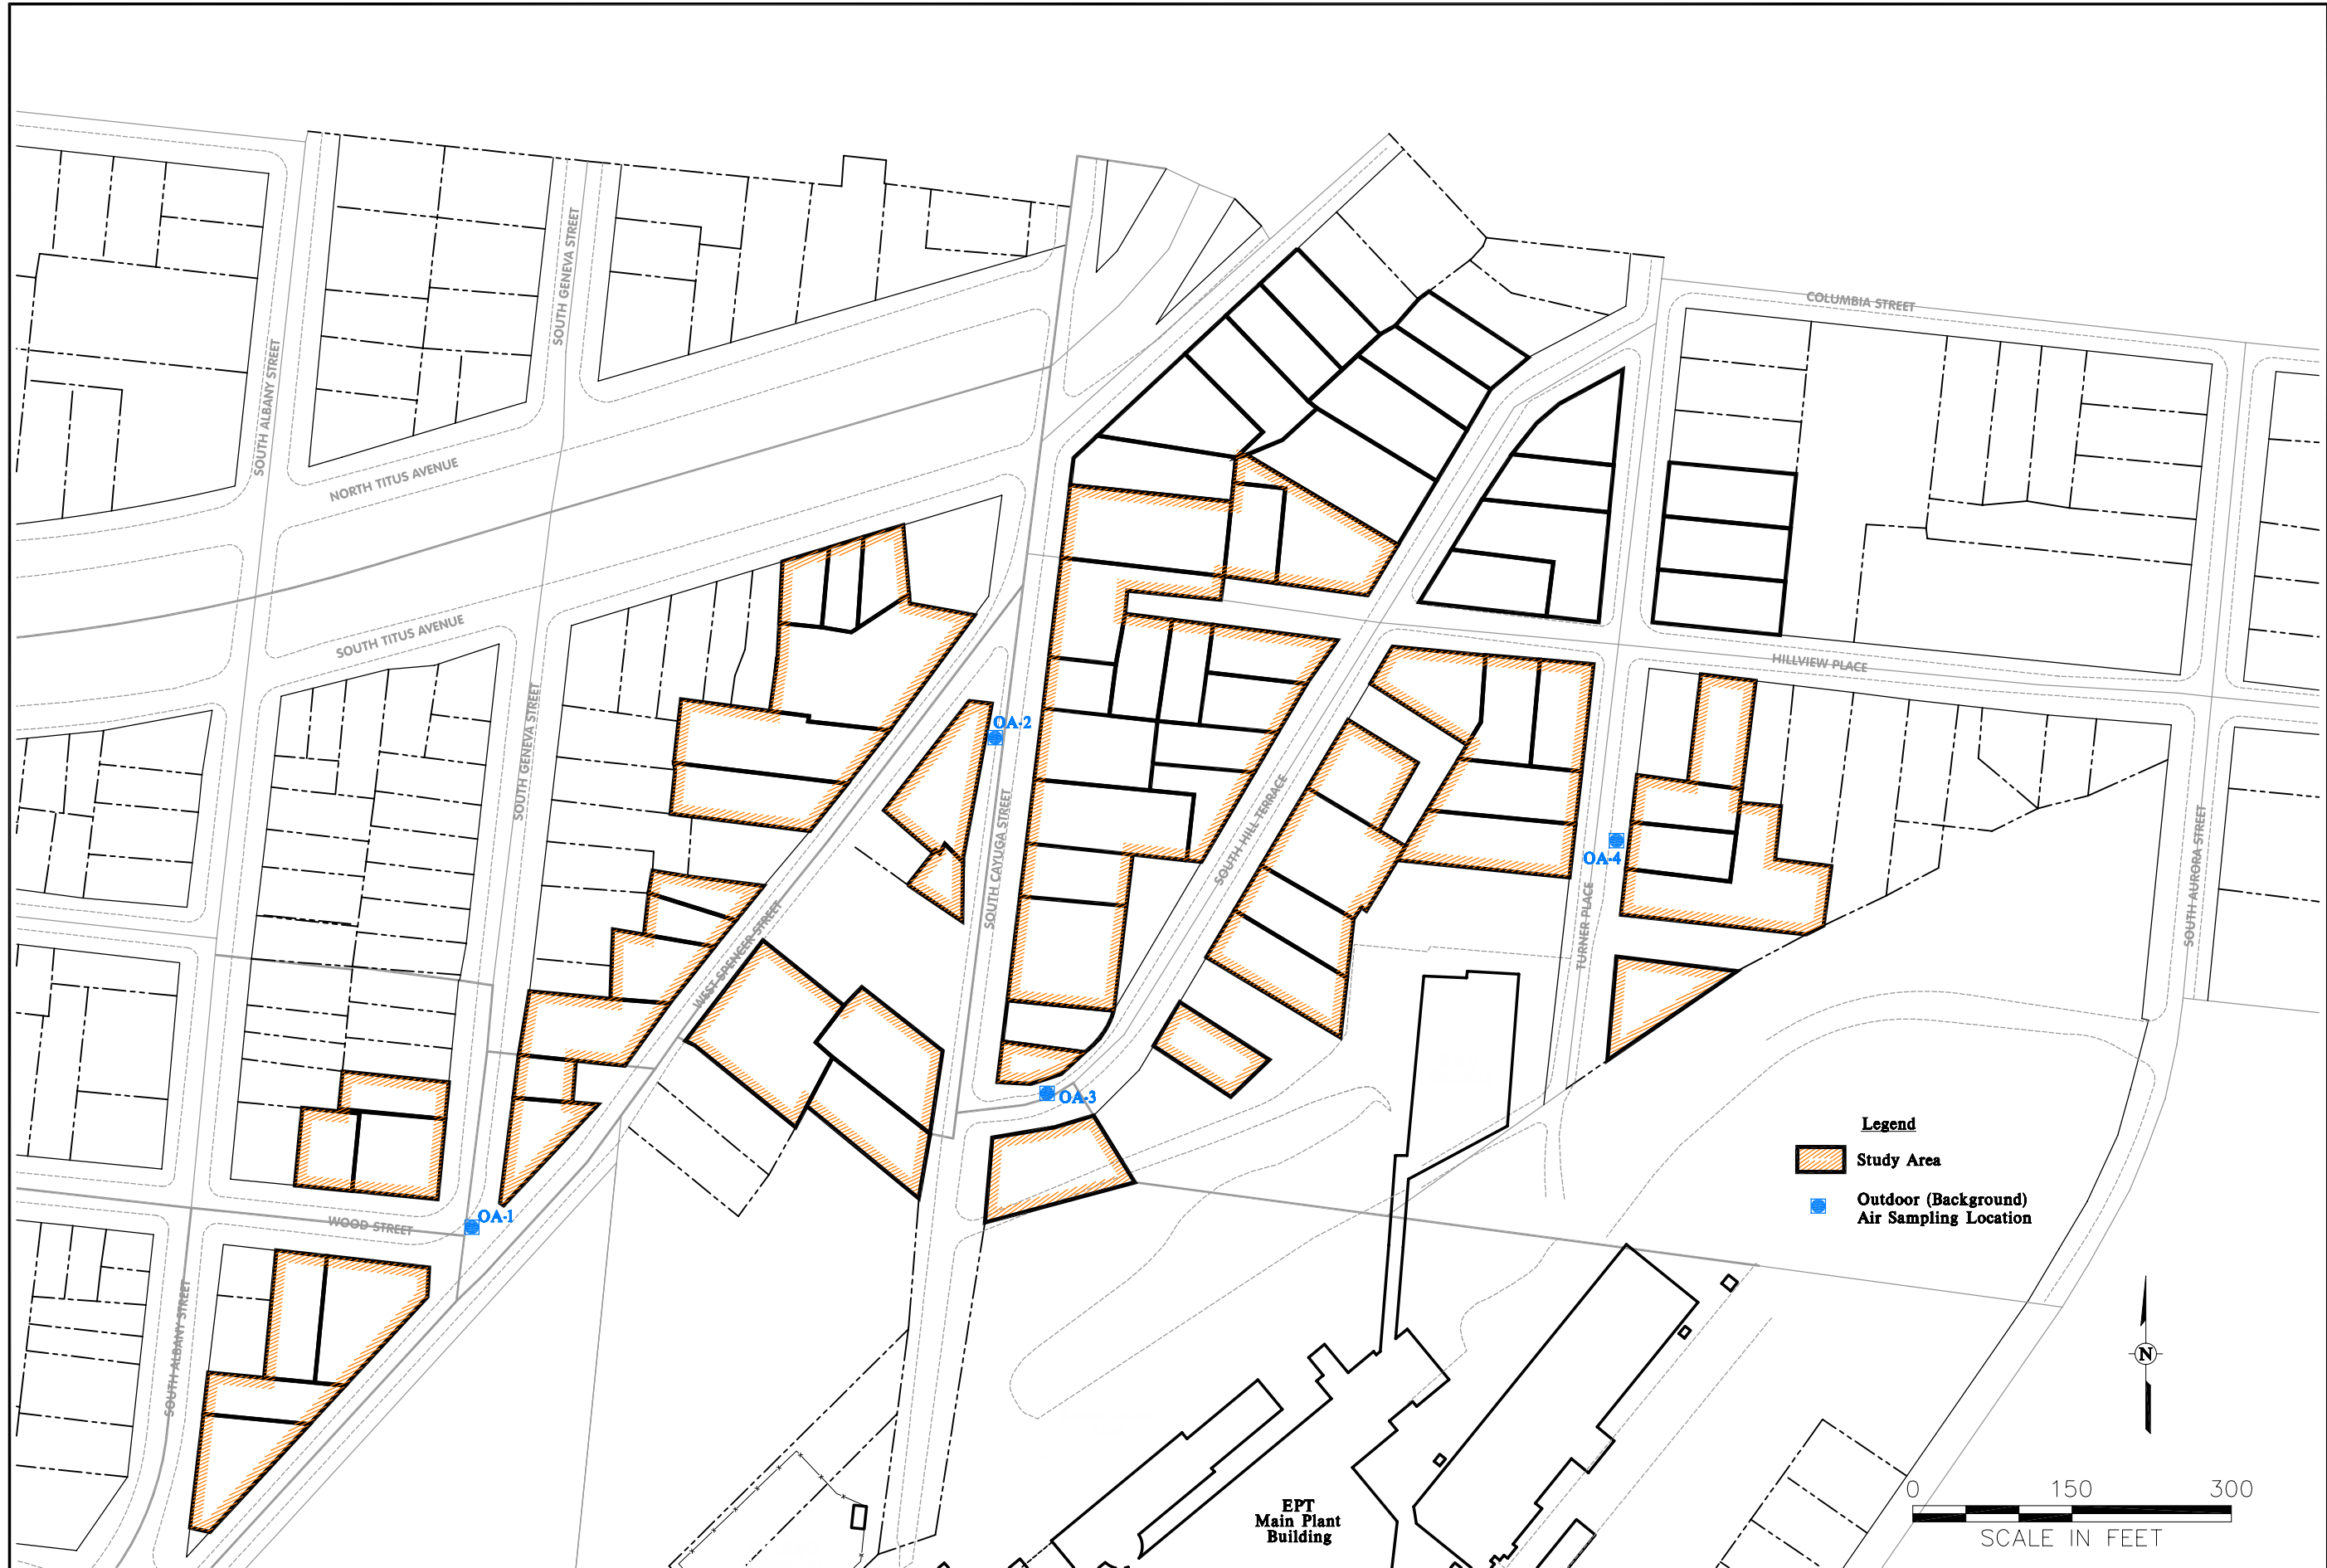 COLUMBIA STREET
SOUTH GENEVA STREET
SOUTH ALBANY STREET
NORTH TITUS AVENUE
SOUTH TITUS AVENUE
HILLVIEW PLACE
SOUTH GENEVA STREET
OA-2
SOUTH CAYUGA STREET
SOUTH HILL TERRACE
OA-4
SOUTH AURORA STREET
TURNER PLACE
WEST SPENCER STREET
OA-3
OA-1
WOOD STREET
SOUTH ALBANY STREET
Legend
Study Area
Outdoor (Background)
Air Sampling Location
N
EPT
Main Plant
Building
0 150 300
SCALE IN FEET